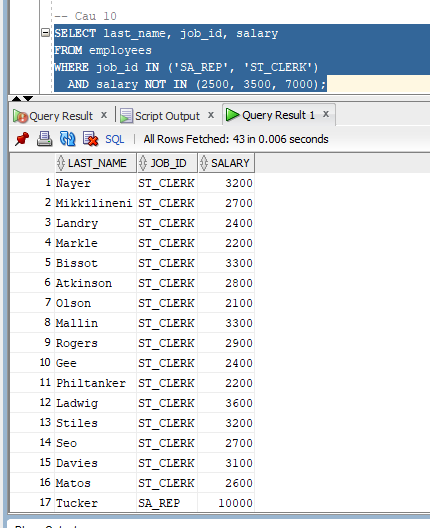 -- Cau 10
SELECT last_name, job_id, salary
FROM employees
WHERE job_id IN ('SA_REP', 'ST_CLERK')
AND salary NOT IN (2500, 3500, 7000);
Query Result x Script Output x Query Result 1 x
SQL | All Rows Fetched: 43 in 0.006 seconds
LAST_NAME JOB_ID SALARY
1 Nayer ST_CLERK 3200
2 Mikkilineni ST_CLERK 2700
3 Landry ST_CLERK 2400
4 Markle ST_CLERK 2200
5 Bissot ST_CLERK 3300
6 Atkinson ST_CLERK 2800
7 Olson ST_CLERK 2100
8 Mallin ST_CLERK 3300
9 Rogers ST_CLERK 2900
10 Gee ST_CLERK 2400
11 Philtanker ST_CLERK 2200
12 Ladwig ST_CLERK 3600
13 Stiles ST_CLERK 3200
14 Seo ST_CLERK 2700
15 Davies ST_CLERK 3100
16 Matos ST_CLERK 2600
17 Tucker SA_REP 10000